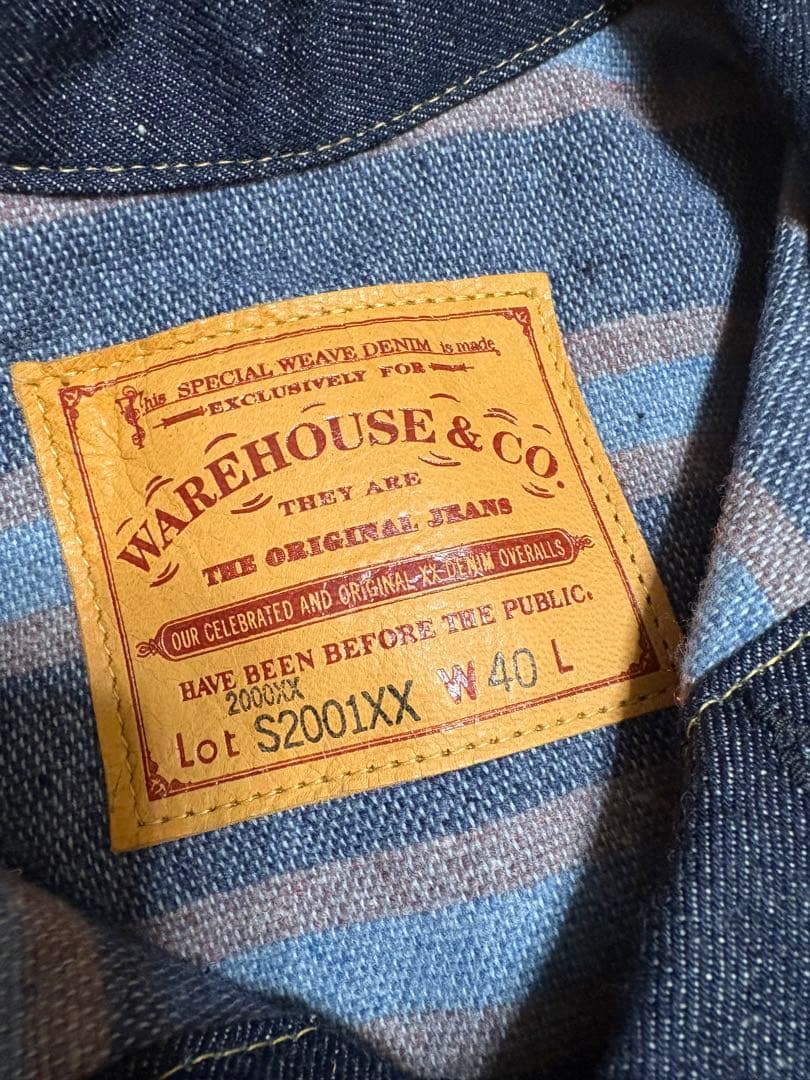 This SPECIAL WEAVE DENIM is made
EXCLUSIVELY FOR
WAREHOUSE & CO.
THEY ARE
THE ORIGINAL JEANS
OUR CELEBRATED AND ORIGINAL XX DENIM OVERALLS
HAVE BEEN BEFORE THE PUBLIC.
2000XX
Lot S2001XX W 40 L